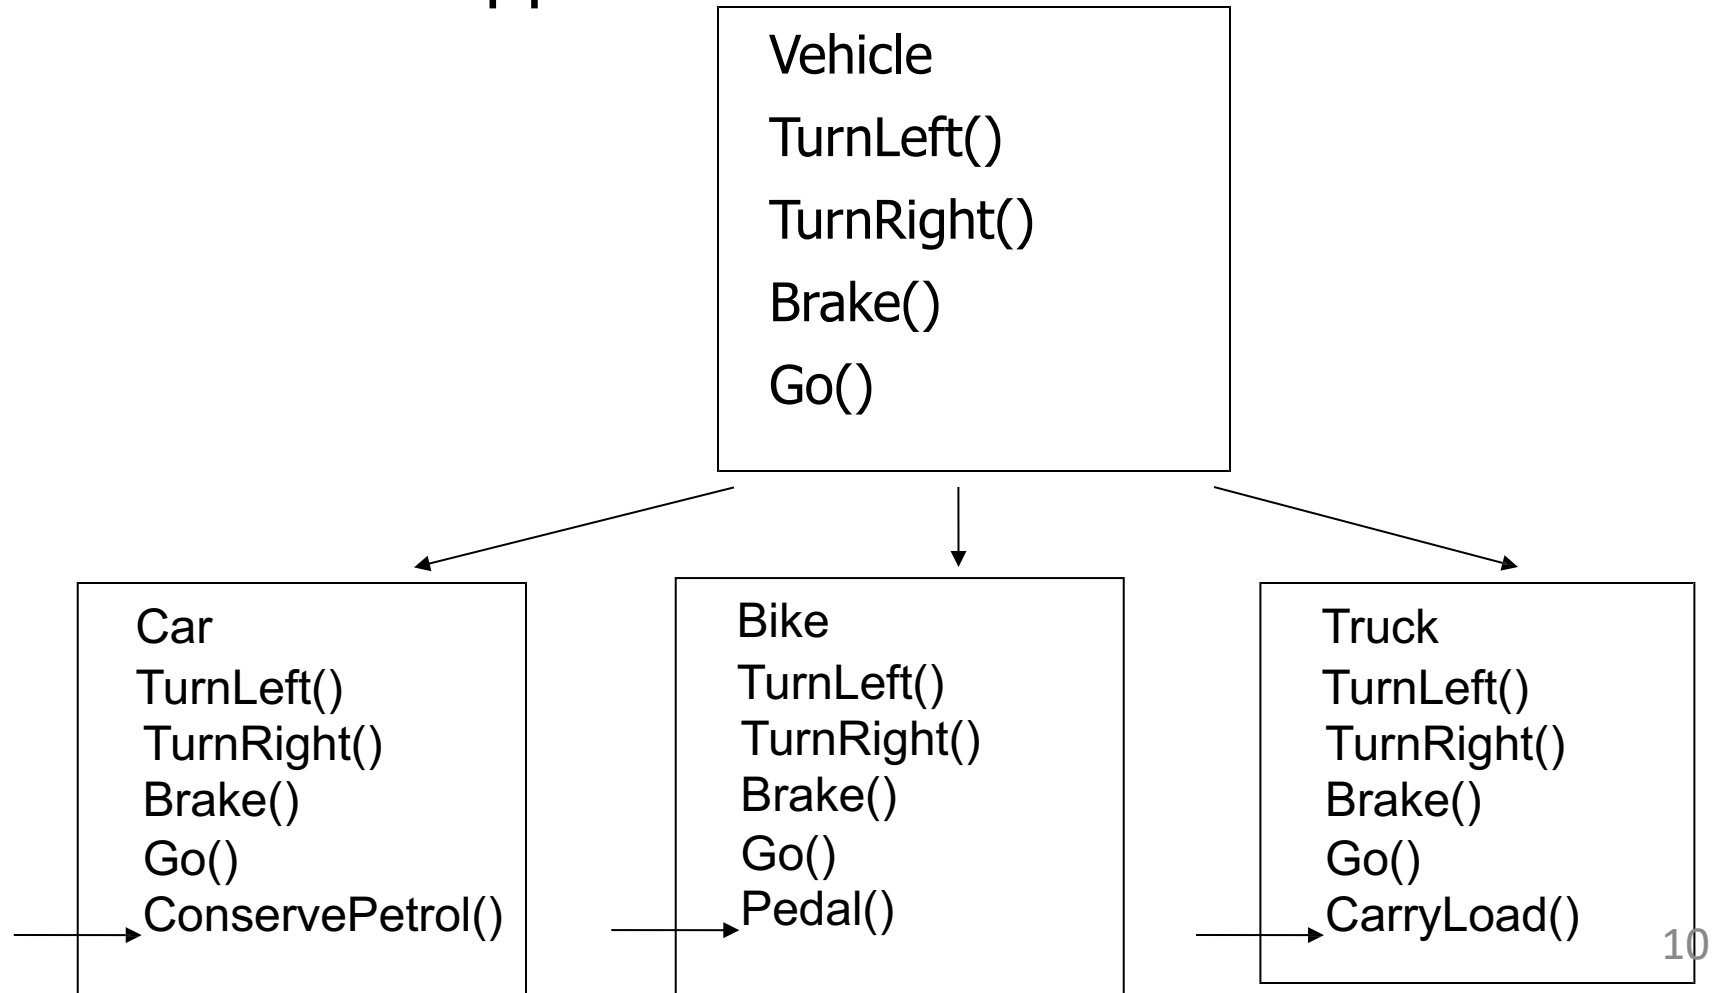 Vehicle
TurnLeft()
TurnRight()
Brake()
Go()
Car
TurnLeft()
TurnRight()
Brake()
Go()
ConservePetrol()
Bike
TurnLeft()
TurnRight()
Brake()
Go()
Pedal()
Truck
TurnLeft()
TurnRight()
Brake()
Go()
CarryLoad()
10